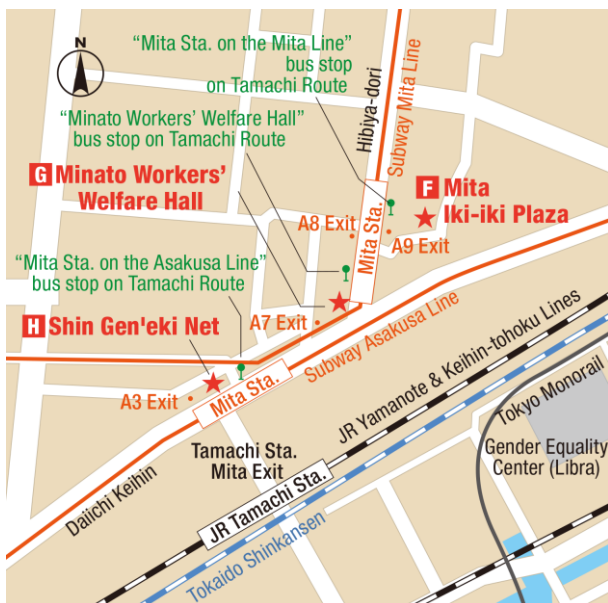 N
“Mita Sta. on the Mita Line”
bus stop
on Tamachi Route
“Minato Workers’ Welfare Hall”
bus stop on Tamachi Route
Hibiya-dori
Subway Mita Line
G Minato Workers’
Welfare Hall
F Mita
Iki-iki Plaza
A8 Exit
Mita Sta.
A9 Exit
“Mita Sta. on the Asakusa Line”
bus stop on Tamachi Route
H Shin Gen'eki Net
A7 Exit
Subway Asakusa Line
A3 Exit
Mita Sta.
JR Yamanote & Keihin-tohoku Lines
Tokyo Monorail
Tamachi Sta.
Mita Exit
Gender Equality
Center (Libra)
Daiichi Keihin
JR Tamachi Sta.
Tokaido Shinkansen